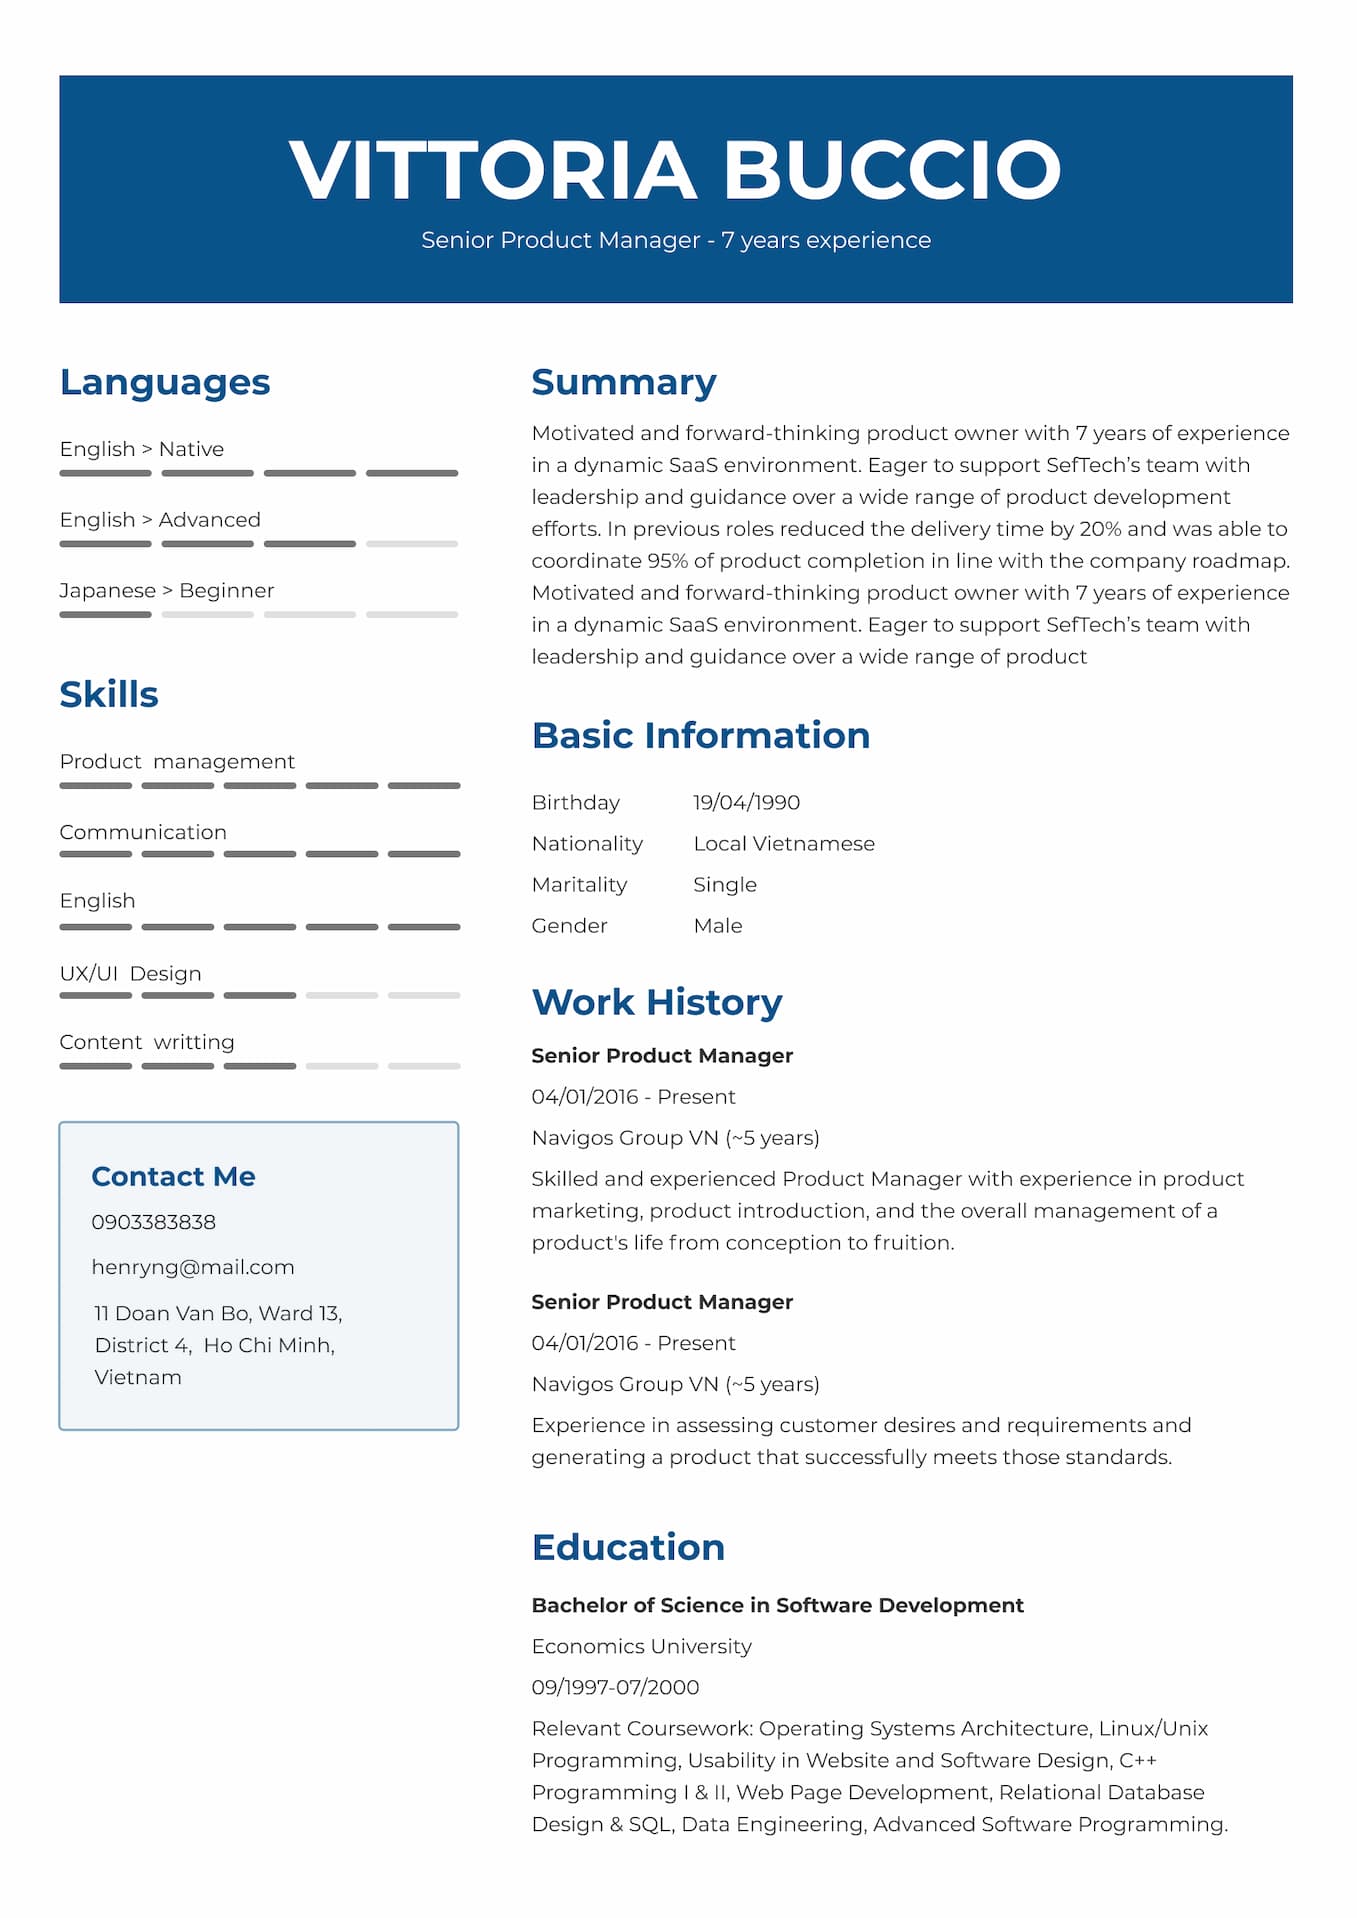 VITTORIA BUCCIO
Senior Product Manager - 7 years experience
Languages
English > Native
English > Advanced
Japanese > Beginner
Skills
Product management
Communication
English
UX/UI Design
Content writting
Contact Me
0903383838
henryng@mail.com
11 Doan Van Bo, Ward 13,
District 4, Ho Chi Minh,
Vietnam
Summary
Motivated and forward-thinking product owner with 7 years of experience
in a dynamic SaaS environment. Eager to support SefTech’s team with
leadership and guidance over a wide range of product development
efforts. In previous roles reduced the delivery time by 20% and was able to
coordinate 95% of product completion in line with the company roadmap.
Motivated and forward-thinking product owner with 7 years of experience
in a dynamic SaaS environment. Eager to support SefTech’s team with
leadership and guidance over a wide range of product
Basic Information
Birthday 19/04/1990
Nationality Local Vietnamese
Maritality Single
Gender Male
Work History
Senior Product Manager
04/01/2016 - Present
Navigos Group VN (~5 years)
Skilled and experienced Product Manager with experience in product
marketing, product introduction, and the overall management of a
product's life from conception to fruition.
Senior Product Manager
04/01/2016 - Present
Navigos Group VN (~5 years)
Experience in assessing customer desires and requirements and
generating a product that successfully meets those standards.
Education
Bachelor of Science in Software Development
Economics University
09/1997-07/2000
Relevant Coursework: Operating Systems Architecture, Linux/Unix
Programming, Usability in Website and Software Design, C++
Programming I & II, Web Page Development, Relational Database
Design & SQL, Data Engineering, Advanced Software Programming.